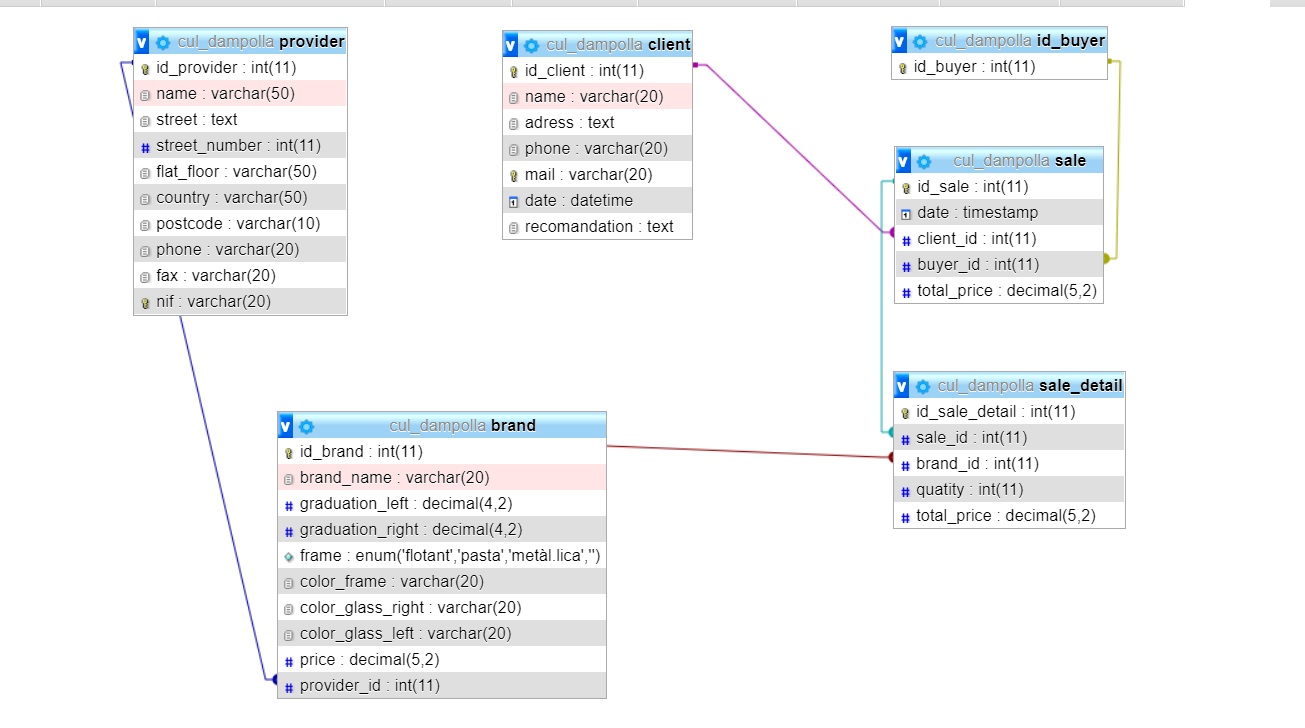 cul_dampolla provider
id_provider : int(11)
name : varchar(50)
street : text
street_number : int(11)
flat_floor : varchar(50)
country : varchar(50)
postcode : varchar(10)
phone : varchar(20)
fax : varchar(20)
nif : varchar(20)
cul_dampolla client
id_client : int(11)
name : varchar(20)
adress : text
phone : varchar(20)
mail : varchar(20)
date : datetime
recomandation : text
cul_dampolla id_buyer
id_buyer : int(11)
cul_dampolla sale
id_sale : int(11)
date : timestamp
client_id : int(11)
buyer_id : int(11)
total_price : decimal(5,2)
cul_dampolla brand
id_brand : int(11)
brand_name : varchar(20)
graduation_left : decimal(4,2)
graduation_right : decimal(4,2)
frame : enum('flotant','pasta','metàl.lica','')
color_frame : varchar(20)
color_glass_right : varchar(20)
color_glass_left : varchar(20)
price : decimal(5,2)
provider_id : int(11)
cul_dampolla sale_detail
id_sale_detail : int(11)
sale_id : int(11)
brand_id : int(11)
quatity : int(11)
total_price : decimal(5,2)